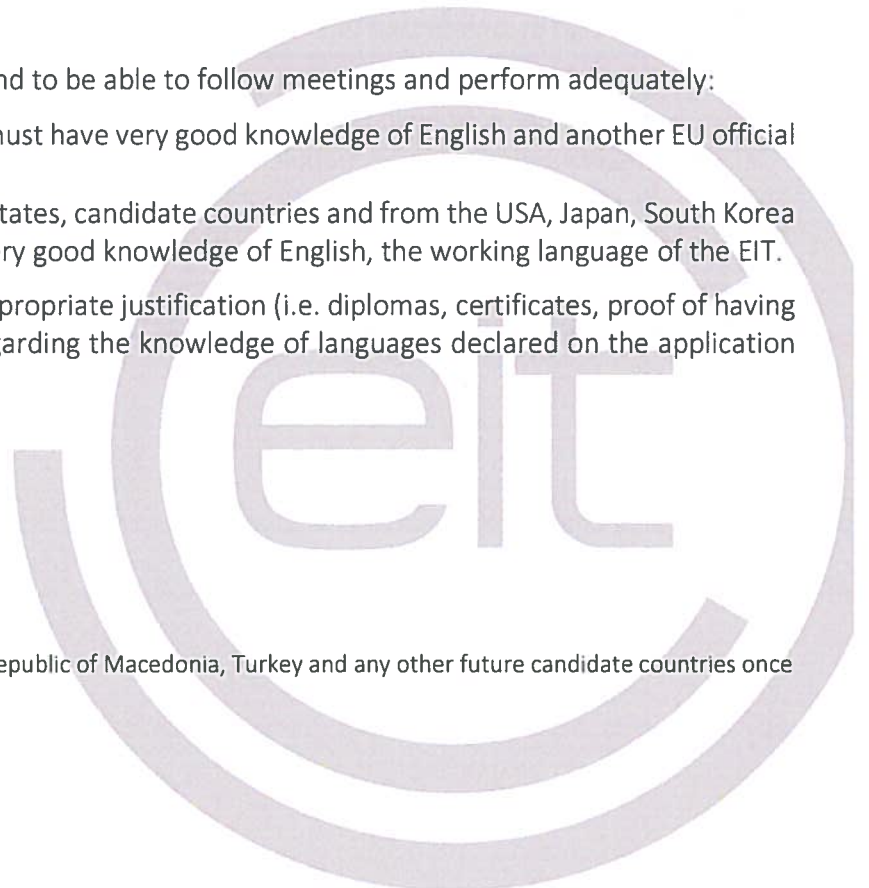 nd to be able to follow meetings and perform adequately:
must have very good knowledge of English and another EU official
tates, candidate countries and from the USA, Japan, South Korea
ery good knowledge of English, the working language of the EIT.
propriate justification (i.e. diplomas, certificates, proof of having
garding the knowledge of languages declared on the application
eit
epublic of Macedonia, Turkey and any other future candidate countries once